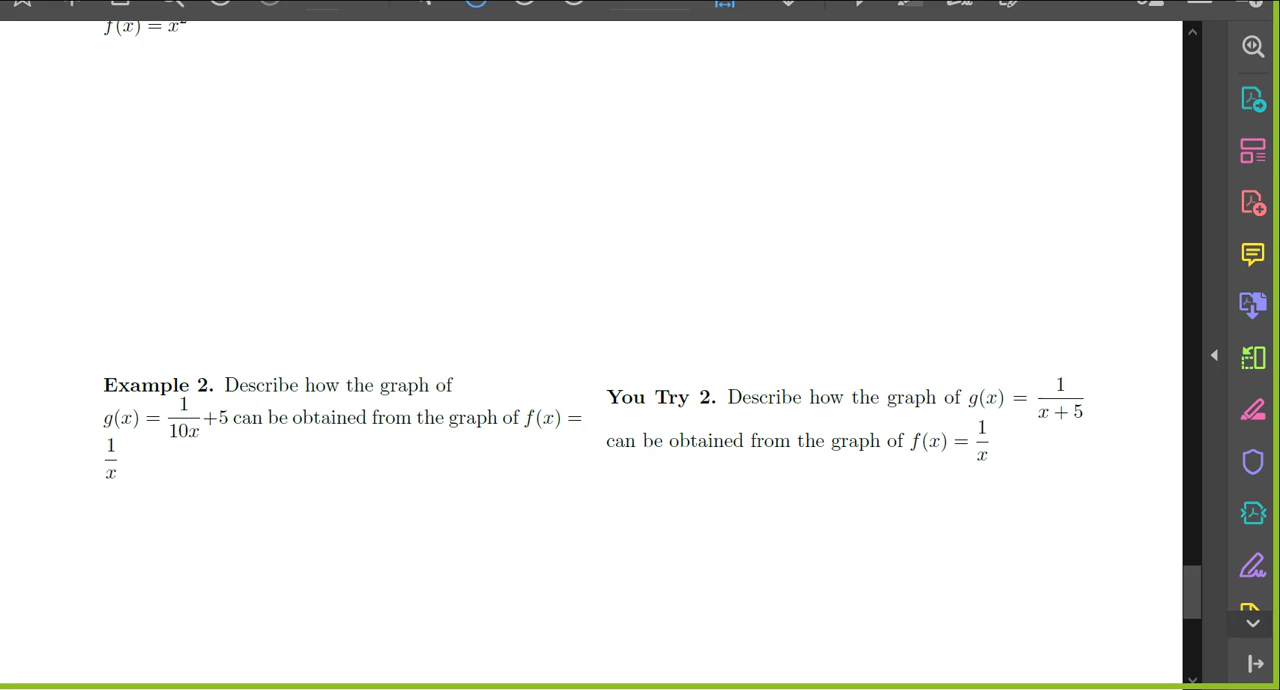 f(x) = x²
Example 2. Describe how the graph of
g(x) = 1/(10x) +5 can be obtained from the graph of f(x) =
1/x
You Try 2. Describe how the graph of g(x) = 1/(x + 5)
can be obtained from the graph of f(x) = 1/x